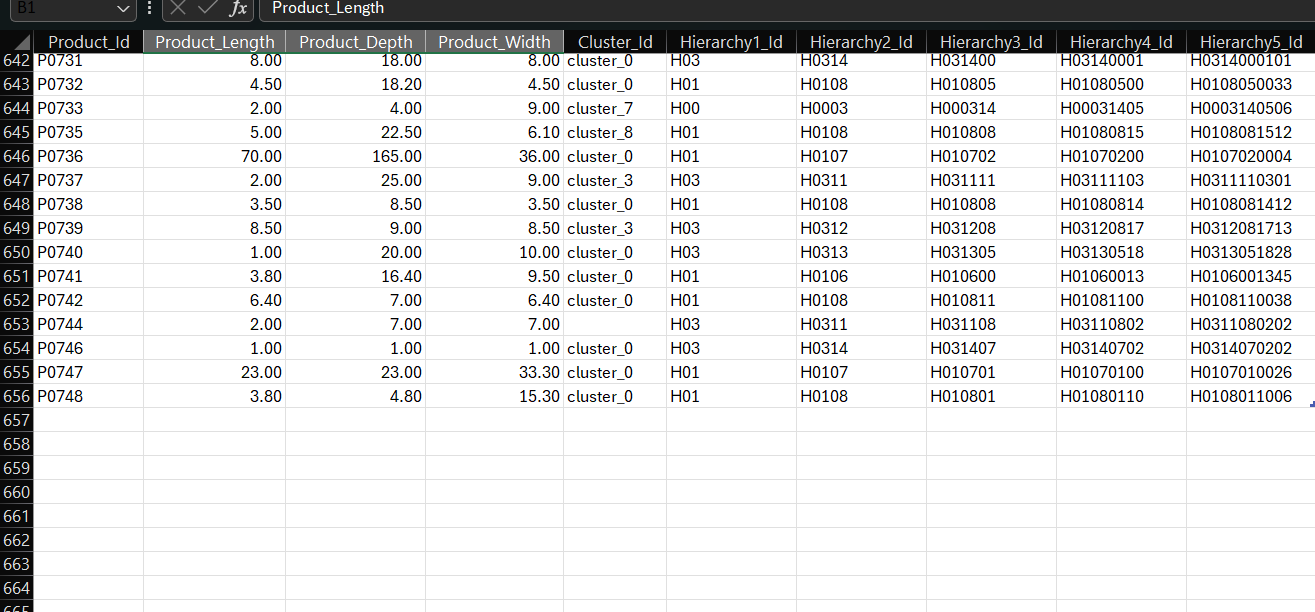 B1 fx Product_Length
Product_Id Product_Length Product_Depth Product_Width Cluster_Id Hierarchy1_Id Hierarchy2_Id Hierarchy3_Id Hierarchy4_Id Hierarchy5_Id
642 P0731 8.00 18.00 8.00 cluster_0 H03 H0314 H031400 H03140001 H0314000101
643 P0732 4.50 18.20 4.50 cluster_0 H01 H0108 H010805 H01080500 H0108050033
644 P0733 2.00 4.00 9.00 cluster_7 H00 H0003 H000314 H00031405 H0003140506
645 P0735 5.00 22.50 6.10 cluster_8 H01 H0108 H010808 H01080815 H0108081512
646 P0736 70.00 165.00 36.00 cluster_0 H01 H0107 H010702 H01070200 H0107020004
647 P0737 2.00 25.00 9.00 cluster_3 H03 H0311 H031111 H03111103 H0311110301
648 P0738 3.50 8.50 3.50 cluster_0 H01 H0108 H010808 H01080814 H0108081412
649 P0739 8.50 9.00 8.50 cluster_3 H03 H0312 H031208 H03120817 H0312081713
650 P0740 1.00 20.00 10.00 cluster_0 H03 H0313 H031305 H03130518 H0313051828
651 P0741 3.80 16.40 9.50 cluster_0 H01 H0106 H010600 H01060013 H0106001345
652 P0742 6.40 7.00 6.40 cluster_0 H01 H0108 H010811 H01081100 H0108110038
653 P0744 2.00 7.00 7.00 H03 H0311 H031108 H03110802 H0311080202
654 P0746 1.00 1.00 1.00 cluster_0 H03 H0314 H031407 H03140702 H0314070202
655 P0747 23.00 23.00 33.30 cluster_0 H01 H0107 H010701 H01070100 H0107010026
656 P0748 3.80 4.80 15.30 cluster_0 H01 H0108 H010801 H01080110 H0108011006
657
658
659
660
661
662
663
664
665